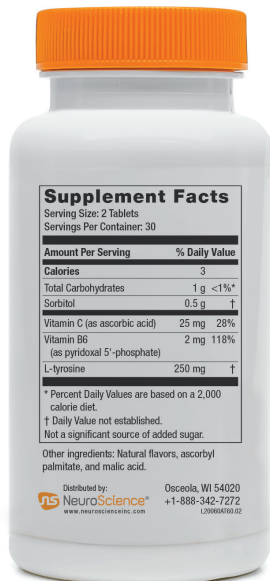 Supplement Facts
Serving Size: 2 Tablets
Servings Per Container: 30
Amount Per Serving % Daily Value
Calories 3
Total Carbohydrates 1 g <1%*
Sorbitol 0.5 g †
Vitamin C (as ascorbic acid) 25 mg 28%
Vitamin B6 2 mg 118%
(as pyridoxal 5'-phosphate)
L-tyrosine 250 mg †
* Percent Daily Values are based on a 2,000
calorie diet.
† Daily Value not established.
Not a significant source of added sugar.
Other ingredients: Natural flavors, ascorbyl
palmitate, and malic acid.
Distributed by:
ns NeuroScience®
www.neuroscienceinc.com
Osceola, WI 54020
+1-888-342-7272
L20060AT60.02